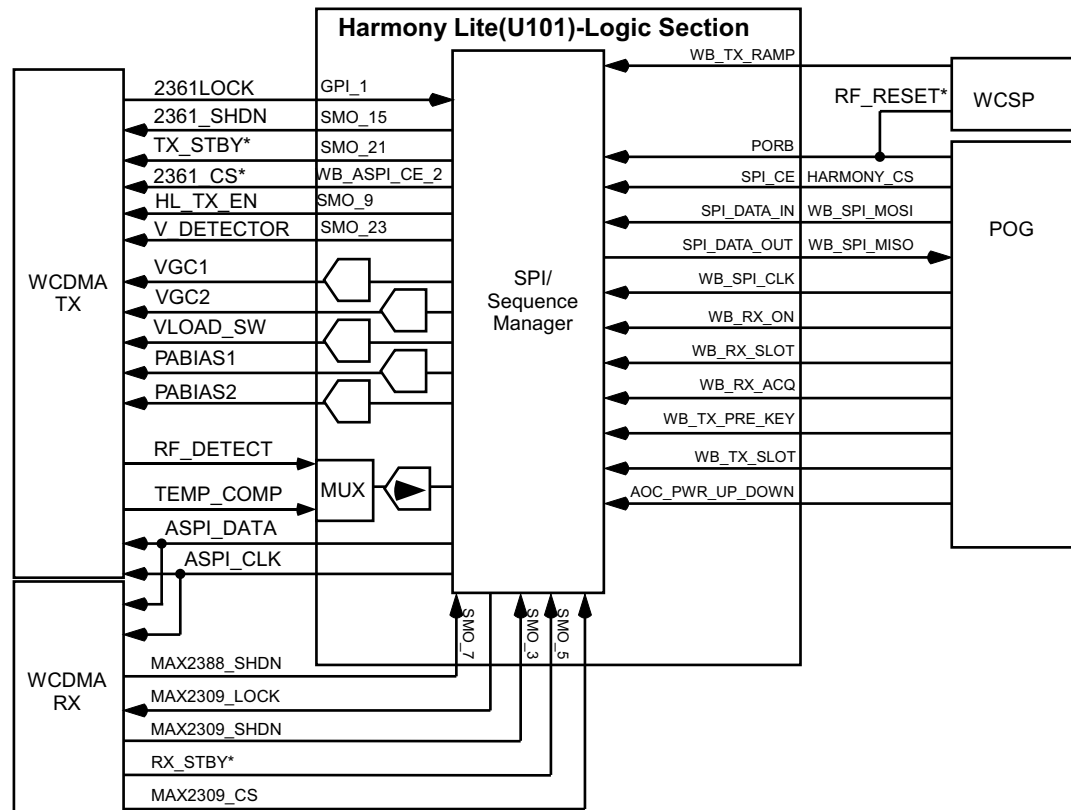 Harmony Lite(U101)-Logic Section
WCDMA
TX
2361LOCK
GPI_1
2361_SHDN
SMO_15
TX_STBY*
SMO_21
2361_CS*
WB_ASPI_CE_2
HL_TX_EN
SMO_9
V_DETECTOR
SMO_23
VGC1
VGC2
VLOAD_SW
PABIAS1
PABIAS2
RF_DETECT
TEMP_COMP
MUX
ASPI_DATA
ASPI_CLK
SPI/
Sequence
Manager
WB_TX_RAMP
RF_RESET*
WCSP
PORB
SPI_CE
HARMONY_CS
SPI_DATA_IN
WB_SPI_MOSI
SPI_DATA_OUT
WB_SPI_MISO
WB_SPI_CLK
WB_RX_ON
WB_RX_SLOT
WB_RX_ACQ
WB_TX_PRE_KEY
WB_TX_SLOT
AOC_PWR_UP_DOWN
POG
WCDMA
RX
SMO_7
SMO_3
SMO_5
MAX2388_SHDN
MAX2309_LOCK
MAX2309_SHDN
RX_STBY*
MAX2309_CS